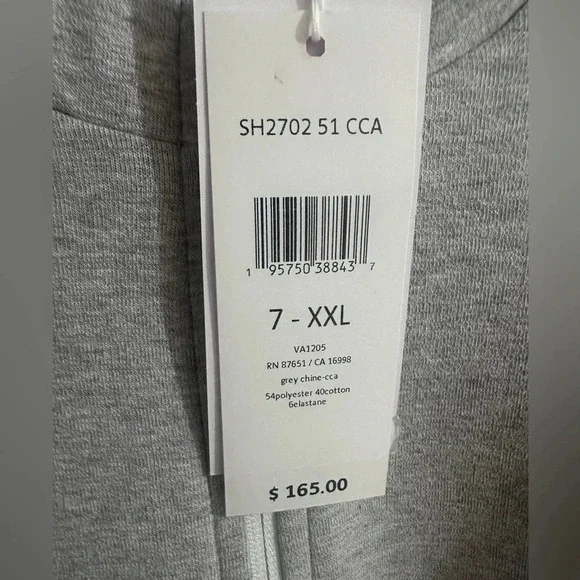 SH2702 51 CCA
1 95750 38843 7
7 - XXL
VA1205
RN 87651 / CA 16998
grey chine-cca
54polyester 40cotton
6elastane
$ 165.00